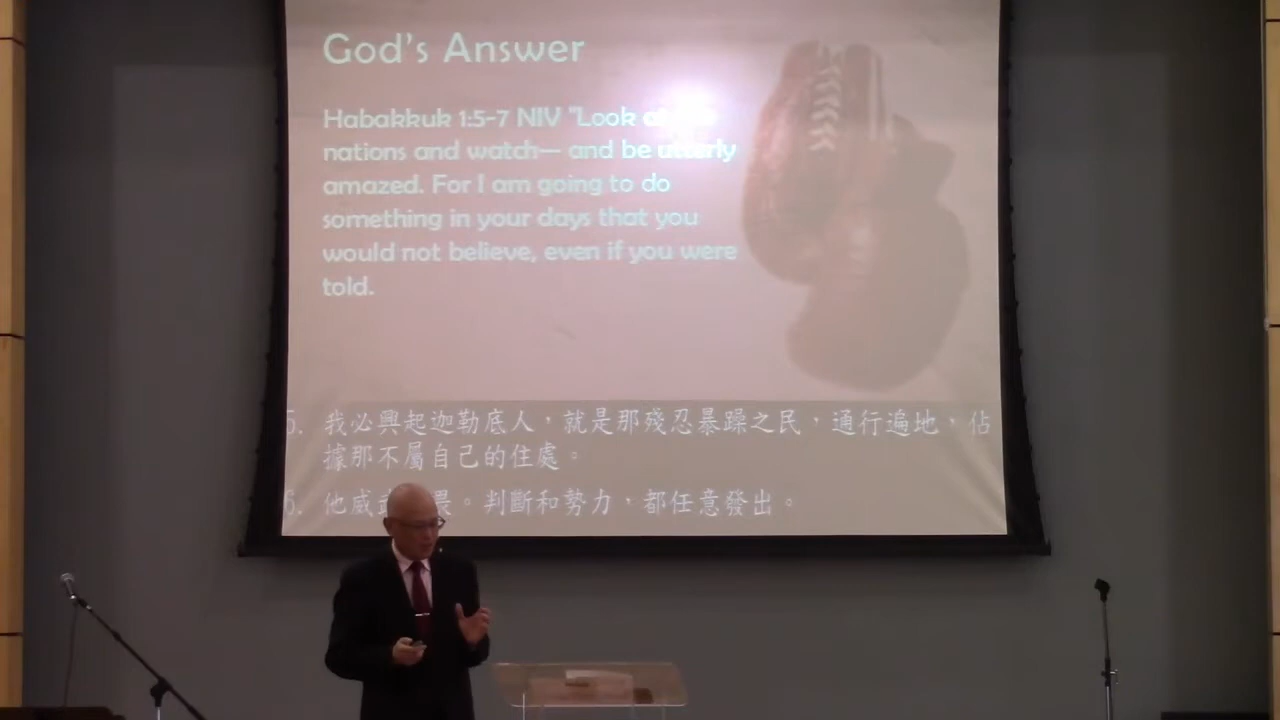 God's Answer
Habakkuk 1:5-7 NIV "Look
nations and watch— and be utterly
amazed. For I am going to do
something in your days that you
would not believe, even if you were
told.
5. 我必興起迦勒底人，就是那殘忍暴躁之民，通行遍地，佔
據那不屬自己的住處。
6. 他威 畏。判斷和勢力，都任意發出。